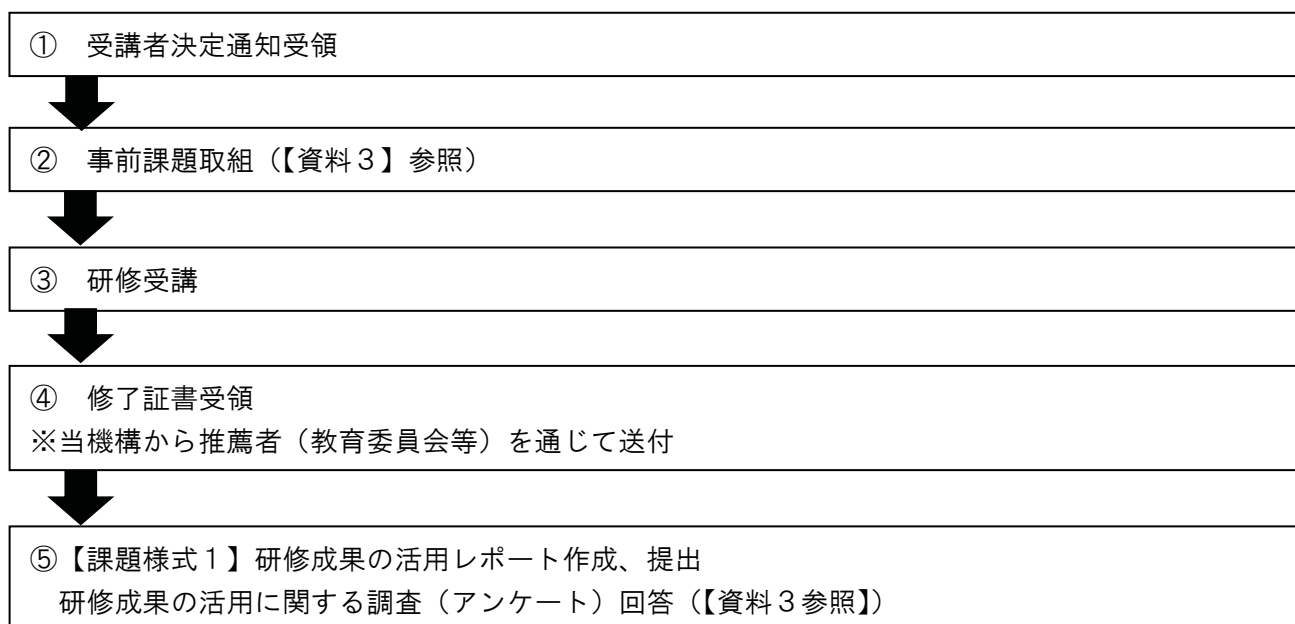 ① 受講者決定通知受領
② 事前課題取組（【資料３】参照）
③ 研修受講
④ 修了証書受領
※当機構から推薦者（教育委員会等）を通じて送付
⑤【課題様式１】研修成果の活用レポート作成、提出
研修成果の活用に関する調査（アンケート）回答（【資料３参照】）